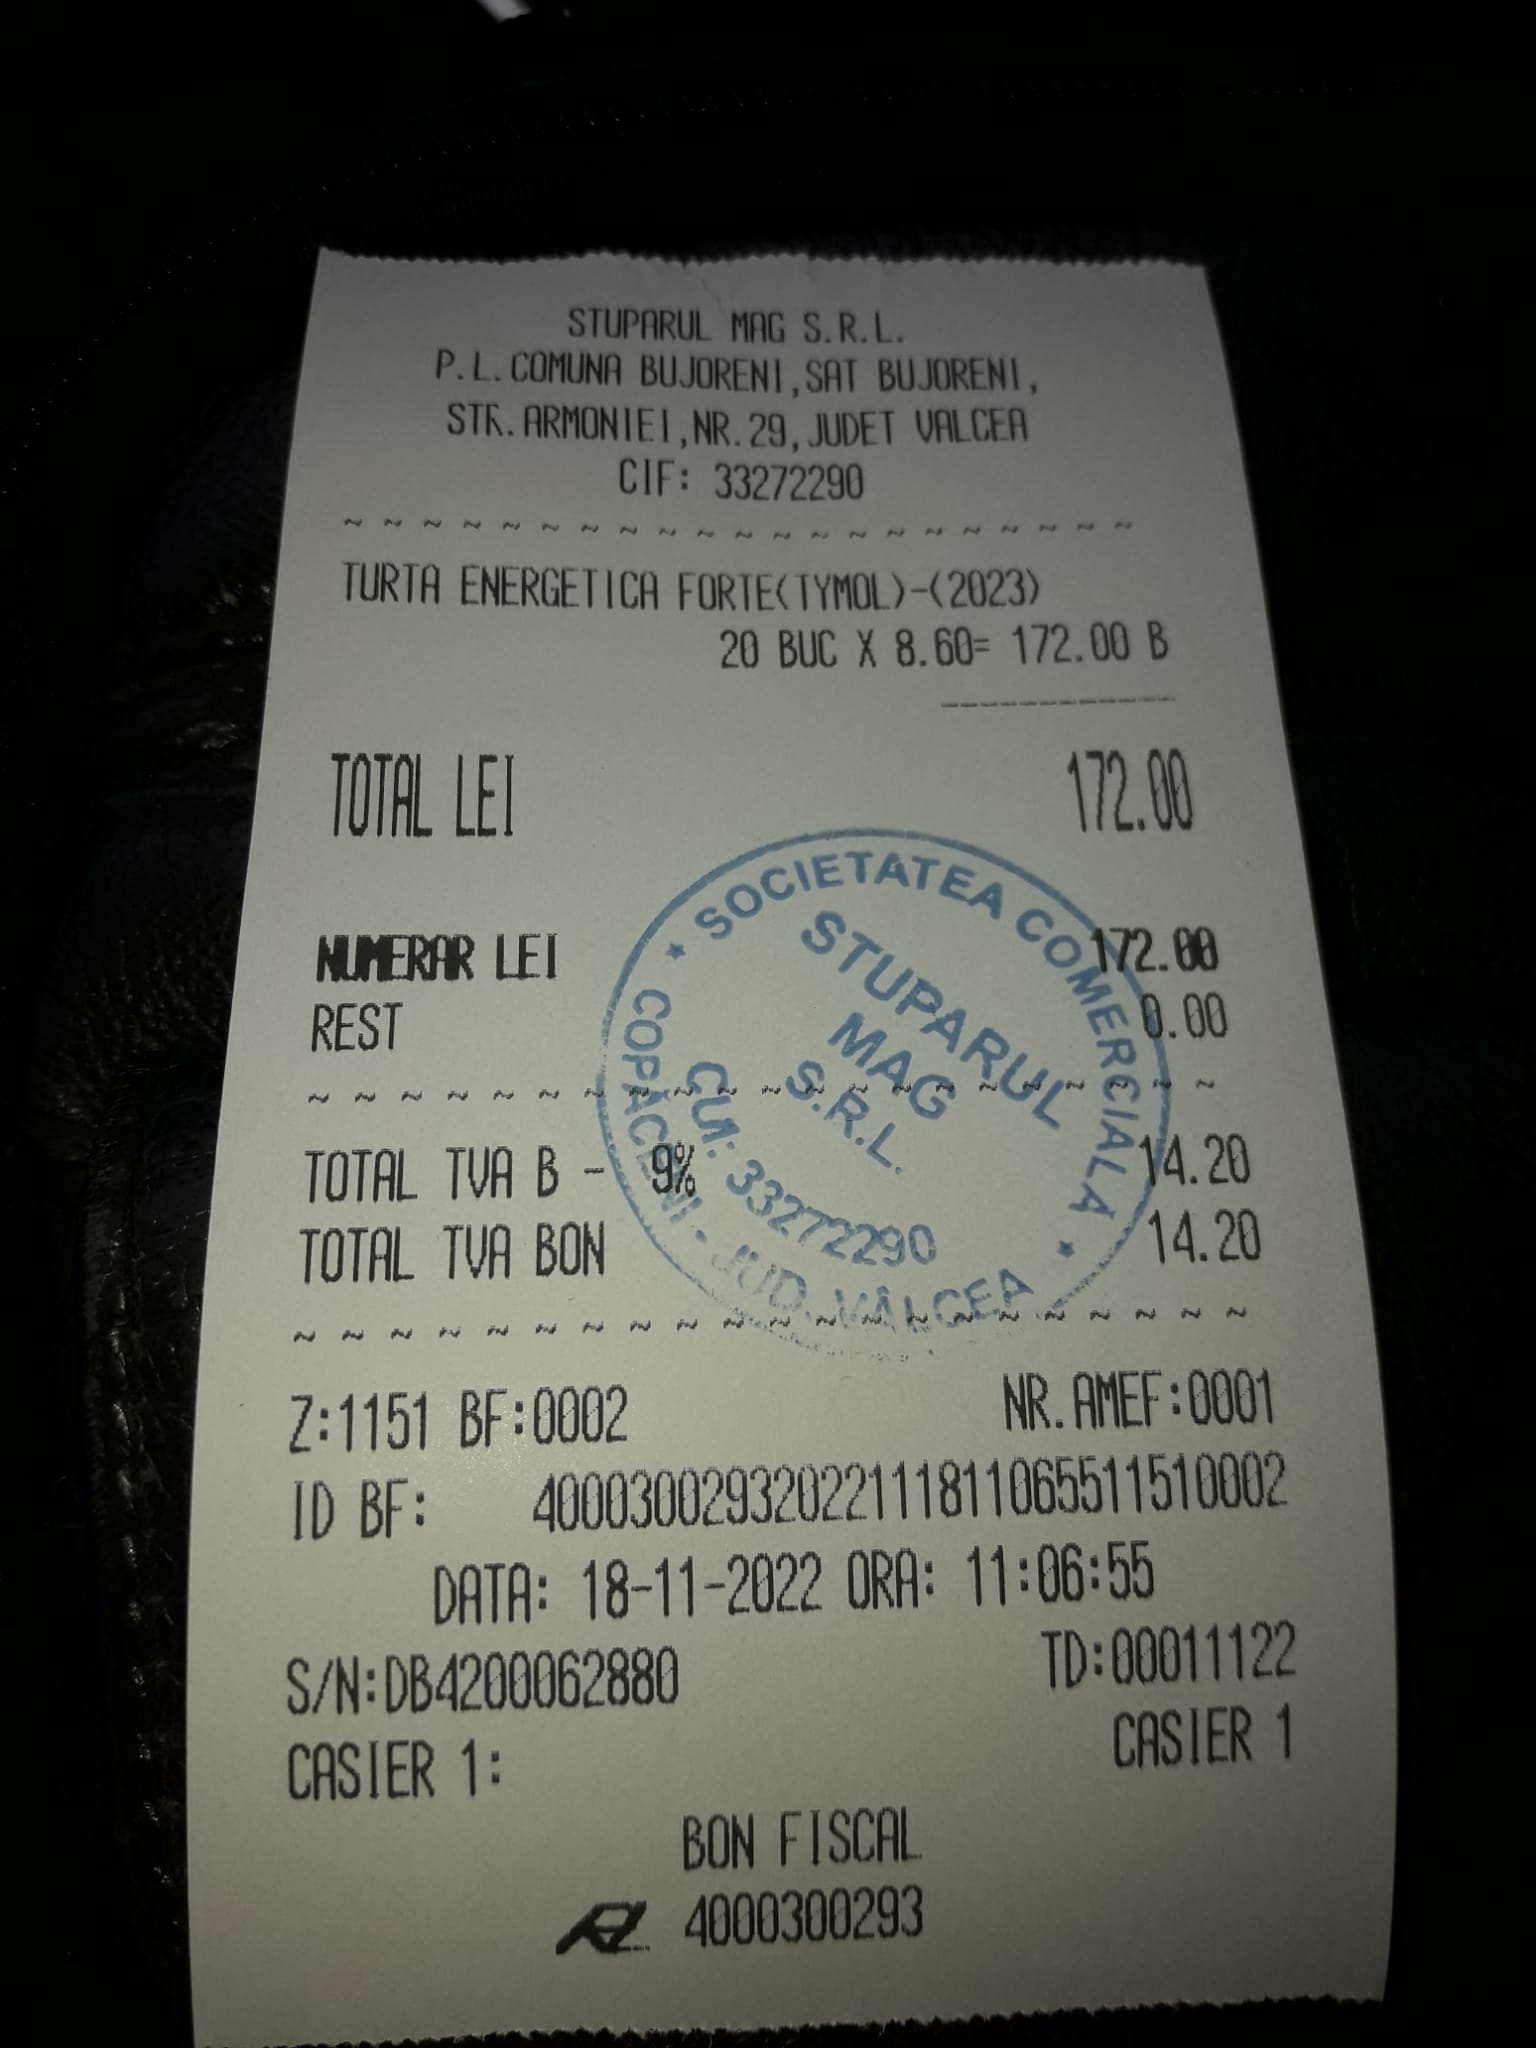 STUPARUL MAG S.R.L.
P.L.COMUNA BUJORENI,SAT BUJORENI,
STR.ARMONIEI,NR.29,JUDET VALCEA
CIF: 33272290
~ ~ ~ ~ ~ ~ ~ ~ ~ ~ ~ ~ ~ ~ ~ ~ ~ ~ ~ ~ ~
TURTA ENERGETICA FORTE(TYMOL)-(2023)
20 BUC X 8.60= 172.00 B
------------
TOTAL LEI 172.00
NUMERAR LEI 172.00
REST 0.00
~ ~ ~ ~ ~ ~ ~ ~ ~ ~ ~ ~ ~ ~ ~ ~ ~ ~ ~ ~ ~
TOTAL TVA B - 9% 14.20
TOTAL TVA BON 14.20
~ ~ ~ ~ ~ ~ ~ ~ ~ ~ ~ ~ ~ ~ ~ ~ ~ ~ ~ ~ ~
★ SOCIETATEA COMERCIALĂ ★
STUPARUL
MAG
S.R.L.
CUI: 33272290
COPĂCENI - JUD. VÂLCEA
Z:1151 BF:0002 NR.AMEF:0001
ID BF: 40003002932022111811065511510002
DATA: 18-11-2022 ORA: 11:06:55
S/N:DB4200062880 TD:00011122
CASIER 1: CASIER 1
BON FISCAL
4000300293